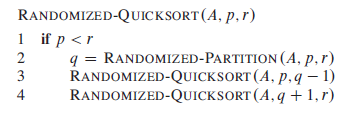 RANDOMIZED-QUICKSORT(A, p, r)
1 if p < r
2 q = RANDOMIZED-PARTITION(A, p, r)
3 RANDOMIZED-QUICKSORT(A, p, q − 1)
4 RANDOMIZED-QUICKSORT(A, q + 1, r)